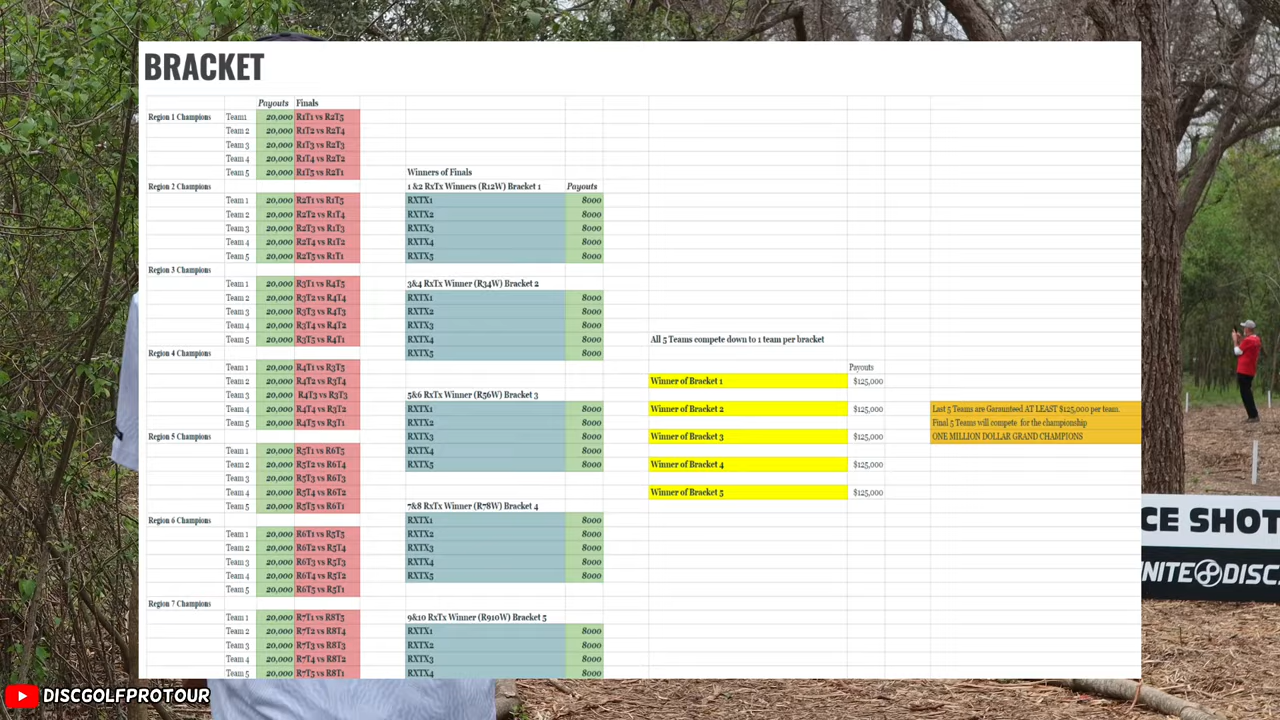 BRACKET
Payouts Finals
Region 1 Champions Team1 20,000 R1T1 vs R2T5
Team 2 20,000 R1T2 vs R2T4
Team 3 20,000 R1T3 vs R2T3
Team 4 20,000 R1T4 vs R2T2
Team 5 20,000 R1T5 vs R2T1 Winners of Finals
Region 2 Champions 1 &2 RxTx Winners (R12W) Bracket 1 Payouts
Team 1 20,000 R2T1 vs R1T5 RXTX1 8000
Team 2 20,000 R2T2 vs R1T4 RXTX2 8000
Team 3 20,000 R2T3 vs R1T3 RXTX3 8000
Team 4 20,000 R2T4 vs R1T2 RXTX4 8000
Team 5 20,000 R2T5 vs R1T1 RXTX5 8000
Region 3 Champions
Team 1 20,000 R3T1 vs R4T5 3&4 RxTx Winner (R34W) Bracket 2
Team 2 20,000 R3T2 vs R4T4 RXTX1 8000
Team 3 20,000 R3T3 vs R4T3 RXTX2 8000
Team 4 20,000 R3T4 vs R4T2 RXTX3 8000
Team 5 20,000 R3T5 vs R4T1 RXTX4 8000 All 5 Teams compete down to 1 team per bracket
Region 4 Champions RXTX5 8000
Team 1 20,000 R4T1 vs R3T5 Payouts
Team 2 20,000 R4T2 vs R3T4 Winner of Bracket 1 $125,000
Team 3 20,000 R4T3 vs R3T3 5&6 RxTx Winner (R56W) Bracket 3
Team 4 20,000 R4T4 vs R3T2 RXTX1 8000 Winner of Bracket 2 $125,000 Last 5 Teams are Garaunteed AT LEAST $125,000 per team.
Team 5 20,000 R4T5 vs R3T1 RXTX2 8000 Final 5 Teams will compete for the championship
Region 5 Champions RXTX3 8000 Winner of Bracket 3 $125,000 ONE MILLION DOLLAR GRAND CHAMPIONS
Team 1 20,000 R5T1 vs R6T5 RXTX4 8000
Team 2 20,000 R5T2 vs R6T4 RXTX5 8000 Winner of Bracket 4 $125,000
Team 3 20,000 R5T3 vs R6T3
Team 4 20,000 R5T4 vs R6T2 Winner of Bracket 5 $125,000
Team 5 20,000 R5T5 vs R6T1 7&8 RxTx Winner (R78W) Bracket 4
Region 6 Champions RXTX1 8000
Team 1 20,000 R6T1 vs R5T5 RXTX2 8000
Team 2 20,000 R6T2 vs R5T4 RXTX3 8000
Team 3 20,000 R6T3 vs R5T3 RXTX4 8000
Team 4 20,000 R6T4 vs R5T2 RXTX5 8000
Team 5 20,000 R6T5 vs R5T1
Region 7 Champions
Team 1 20,000 R7T1 vs R8T5 9&10 RxTx Winner (R910W) Bracket 5
Team 2 20,000 R7T2 vs R8T4 RXTX1 8000
Team 3 20,000 R7T3 vs R8T3 RXTX2 8000
Team 4 20,000 R7T4 vs R8T2 RXTX3 8000
Team 5 20,000 R7T5 vs R8T1 RXTX4 8000
CE SHOT
NITE DISC
DISCGOLFPROTOUR